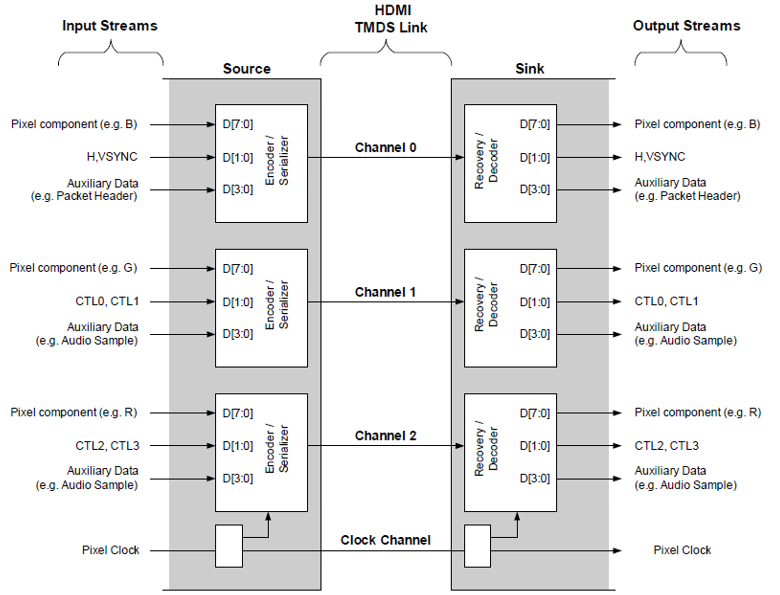 Input Streams
HDMI
TMDS Link
Output Streams
Source
Sink
Pixel component (e.g. B)
H,VSYNC
Auxiliary Data
(e.g. Packet Header)
D[7:0]
D[1:0]
D[3:0]
Encoder /
Serializer
Channel 0
Recovery /
Decoder
D[7:0]
D[1:0]
D[3:0]
Pixel component (e.g. B)
H,VSYNC
Auxiliary Data
(e.g. Packet Header)
Pixel component (e.g. G)
CTL0, CTL1
Auxiliary Data
(e.g. Audio Sample)
D[7:0]
D[1:0]
D[3:0]
Encoder /
Serializer
Channel 1
Recovery /
Decoder
D[7:0]
D[1:0]
D[3:0]
Pixel component (e.g. G)
CTL0, CTL1
Auxiliary Data
(e.g. Audio Sample)
Pixel component (e.g. R)
CTL2, CTL3
Auxiliary Data
(e.g. Audio Sample)
D[7:0]
D[1:0]
D[3:0]
Encoder /
Serializer
Channel 2
Recovery /
Decoder
D[7:0]
D[1:0]
D[3:0]
Pixel component (e.g. R)
CTL2, CTL3
Auxiliary Data
(e.g. Audio Sample)
Pixel Clock
Clock Channel
Pixel Clock